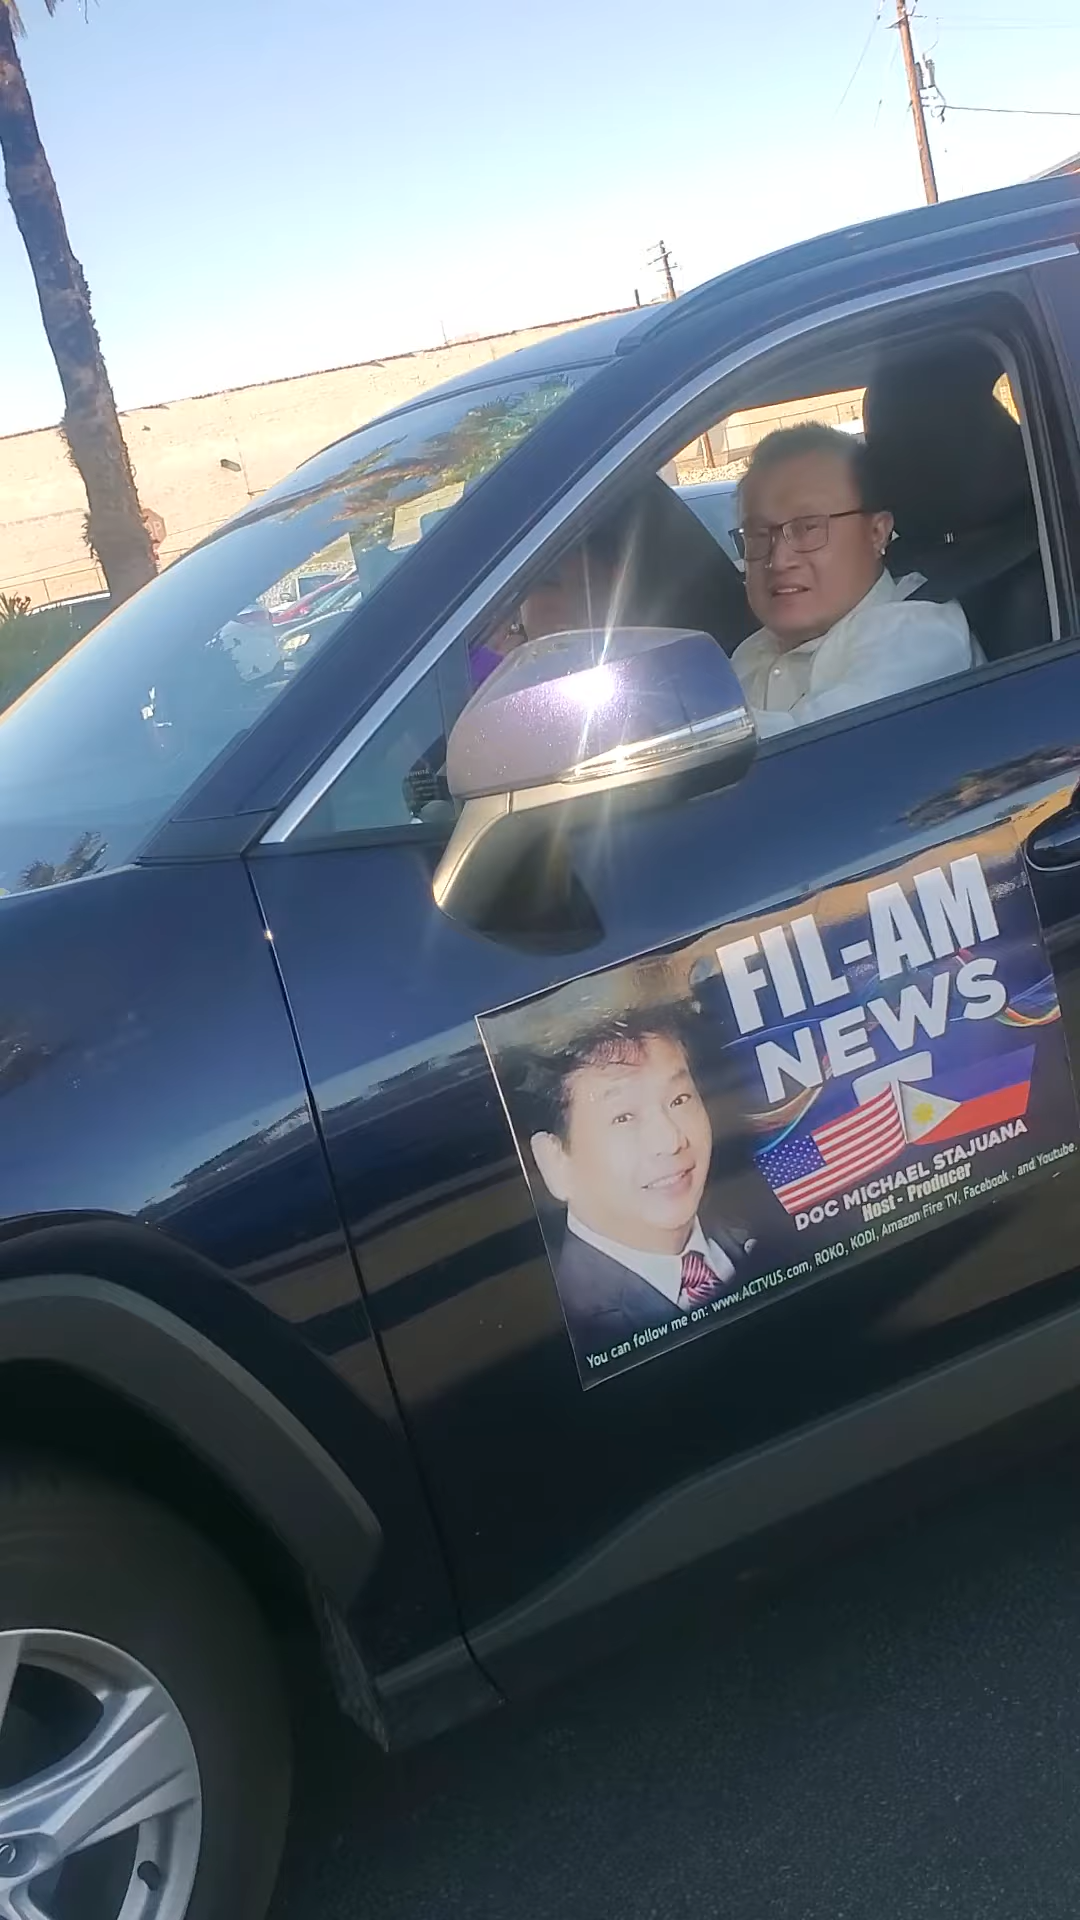 FIL-AM
NEWS
DOC MICHAEL STAJUANA
Host - Producer
You can follow me on: www.ACTVUS.com, ROKO, KODI, Amazon Fire TV, Facebook . and Youtube.